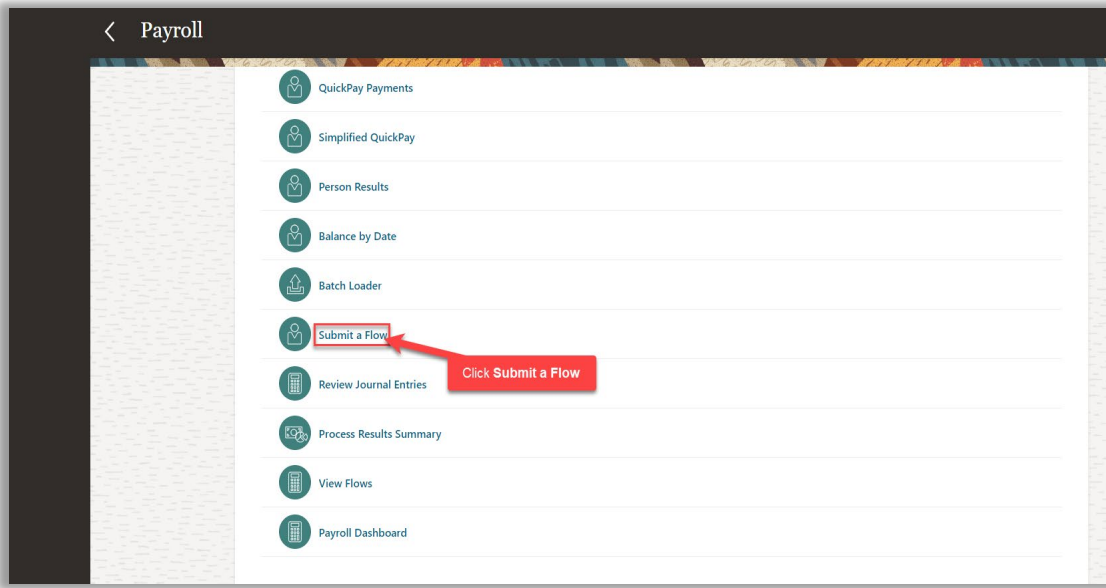 Payroll
QuickPay Payments
Simplified QuickPay
Person Results
Balance by Date
Batch Loader
Submit a Flow
Click Submit a Flow
Review Journal Entries
Process Results Summary
View Flows
Payroll Dashboard